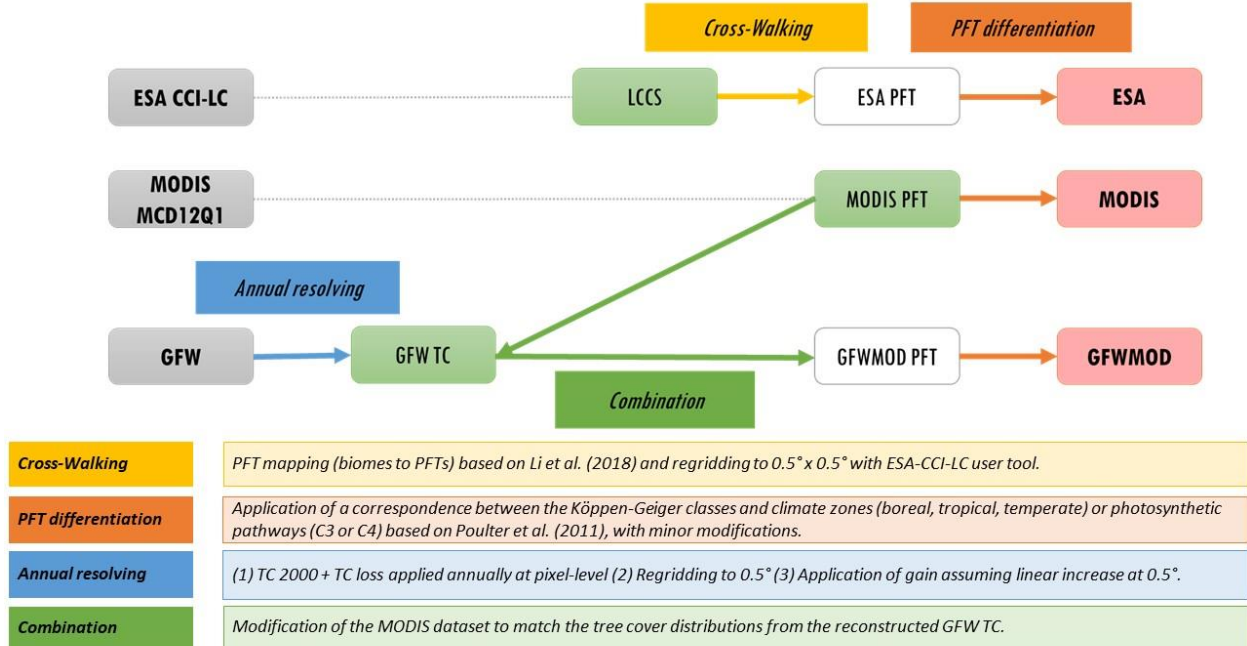 Cross-Walking
PFT differentiation
ESA CCI-LC
LCCS
ESA PFT
ESA
MODIS
MCD12Q1
MODIS PFT
MODIS
Annual resolving
GFW
GFW TC
GFWMOD PFT
GFWMOD
Combination
Cross-Walking
PFT mapping (biomes to PFTs) based on Li et al. (2018) and regridding to 0.5° x 0.5° with ESA-CCI-LC user tool.
PFT differentiation
Application of a correspondence between the Köppen-Geiger classes and climate zones (boreal, tropical, temperate) or photosynthetic
pathways (C3 or C4) based on Poulter et al. (2011), with minor modifications.
Annual resolving
(1) TC 2000 + TC loss applied annually at pixel-level (2) Regridding to 0.5° (3) Application of gain assuming linear increase at 0.5°.
Combination
Modification of the MODIS dataset to match the tree cover distributions from the reconstructed GFW TC.